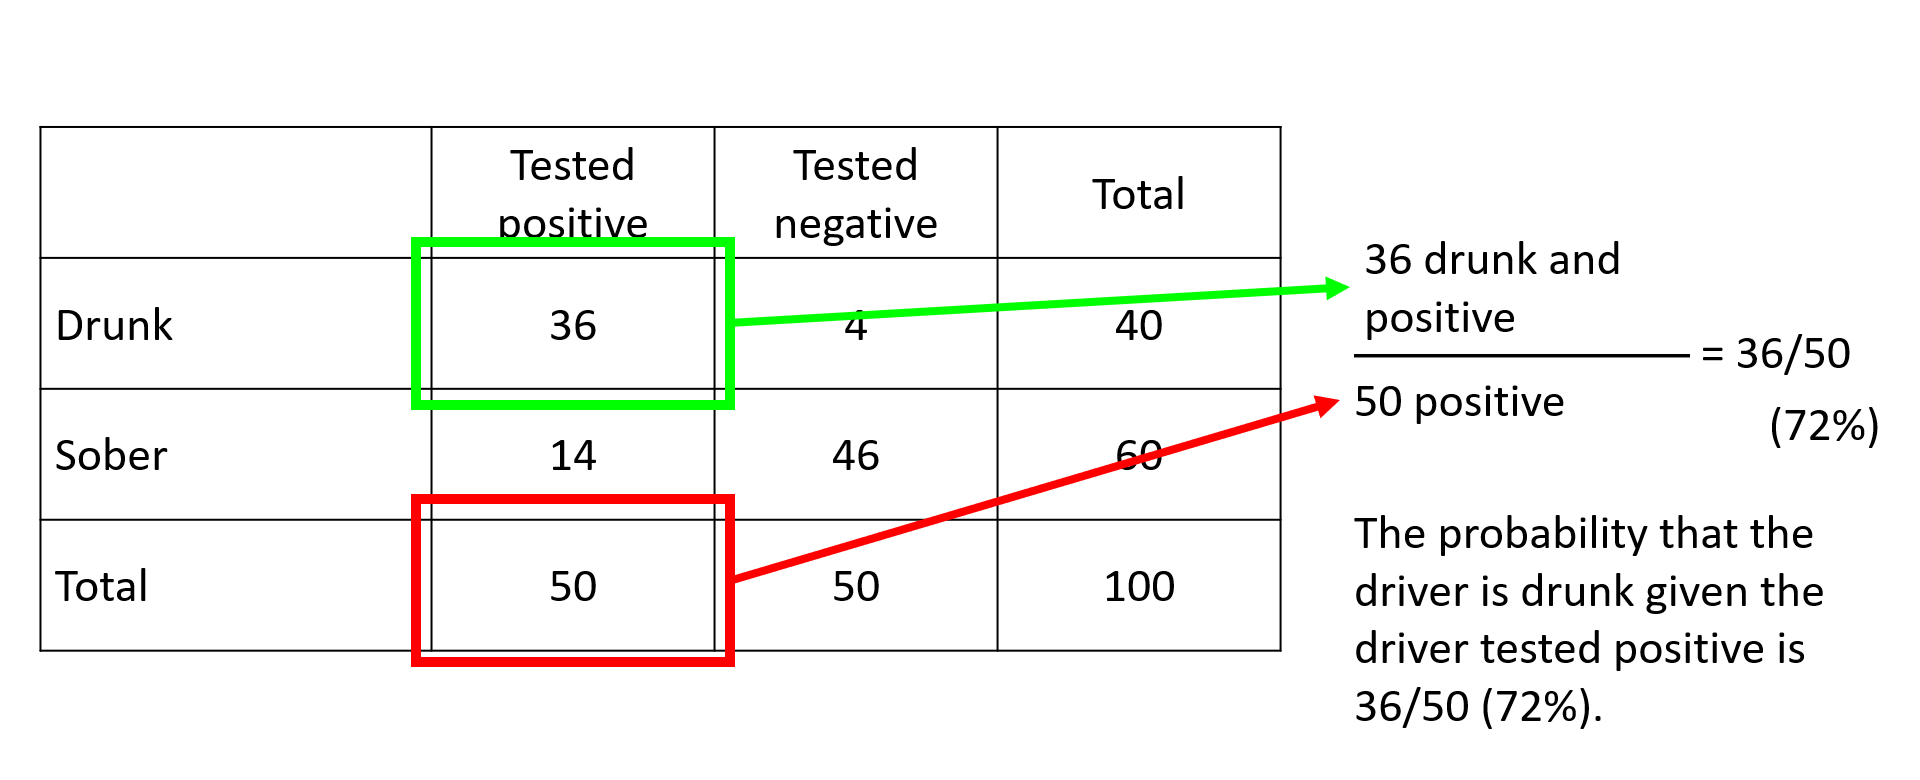 Tested
positive
Tested
negative
Total
Drunk
36
4
40
Sober
14
46
60
Total
50
50
100
36 drunk and
positive
50 positive
= 36/50
(72%)
The probability that the
driver is drunk given the
driver tested positive is
36/50 (72%).